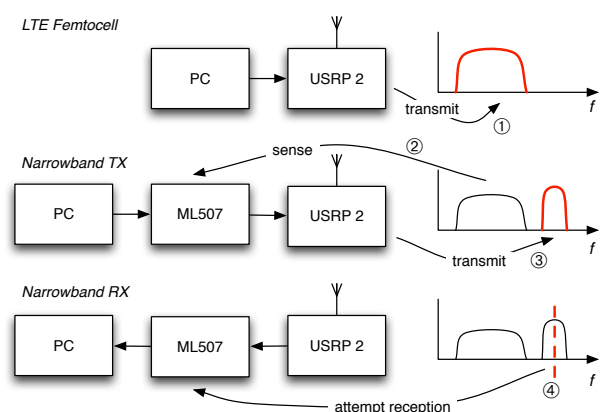 LTE Femtocell
PC
USRP 2
transmit
①
f
sense
②
Narrowband TX
PC
ML507
USRP 2
transmit
③
f
Narrowband RX
PC
ML507
USRP 2
④
f
attempt reception